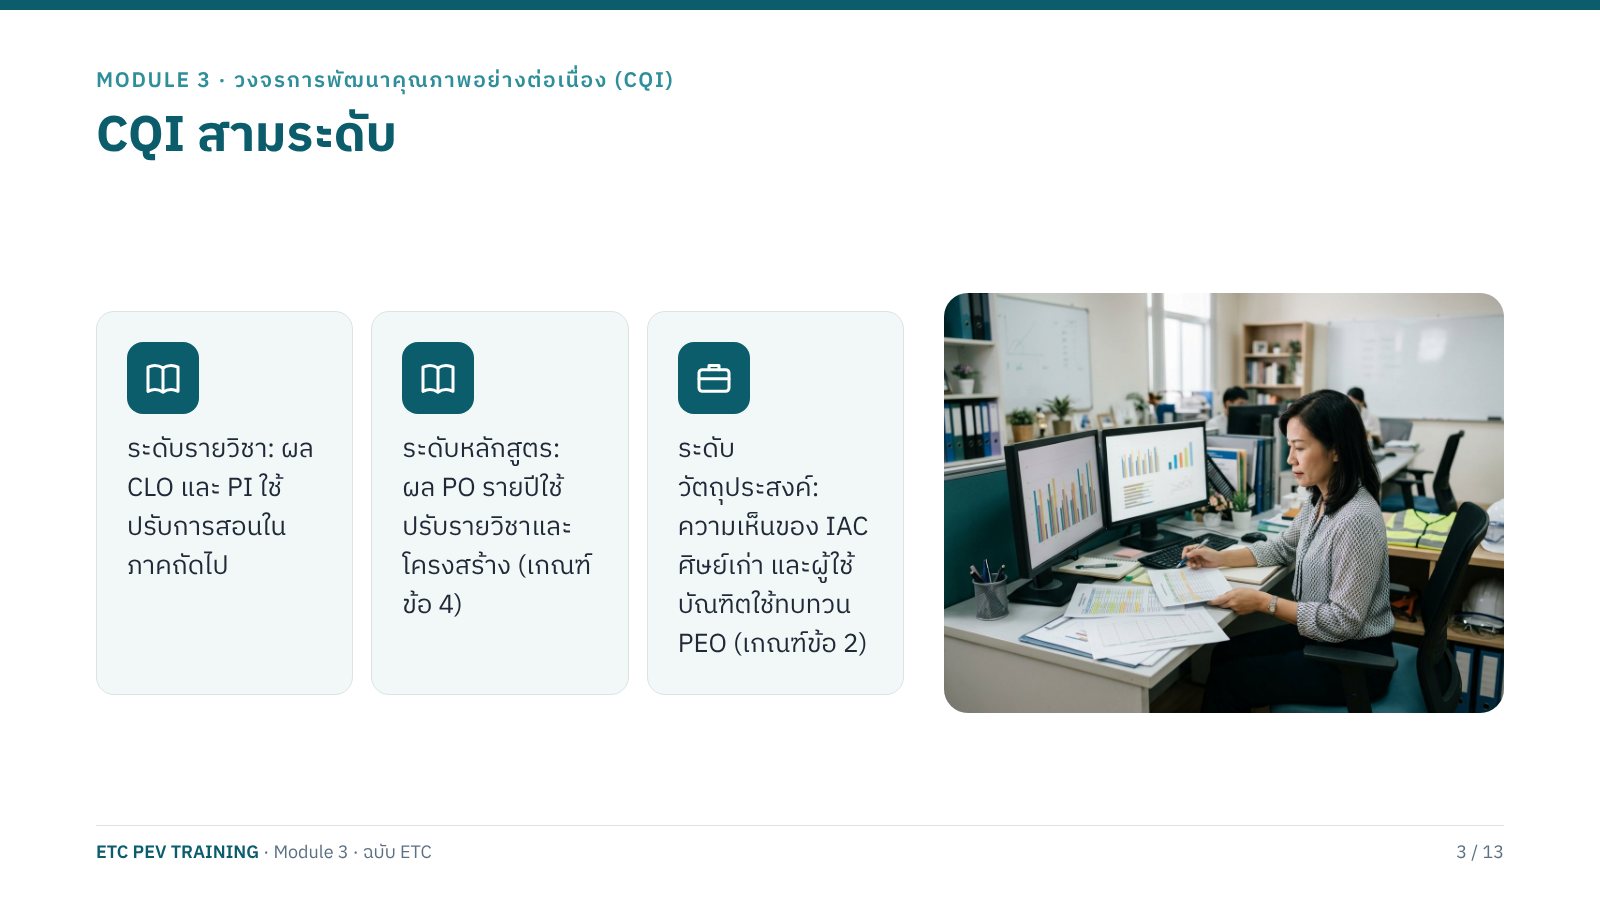 MODULE 3 · วงจรการพัฒนาคุณภาพอย่างต่อเนื่อง (CQI)
CQI สามระดับ
ระดับรายวิชา: ผล
CLO และ PI ใช้
ปรับการสอนใน
ภาคถัดไป
ระดับหลักสูตร:
ผล PO รายปีใช้
ปรับรายวิชาและ
โครงสร้าง (เกณฑ์
ข้อ 4)
ระดับ
วัตถุประสงค์:
ความเห็นของ IAC
ศิษย์เก่า และผู้ใช้
บัณฑิตใช้ทบทวน
PEO (เกณฑ์ข้อ 2)
ETC PEV TRAINING · Module 3 · ฉบับ ETC
3 / 13